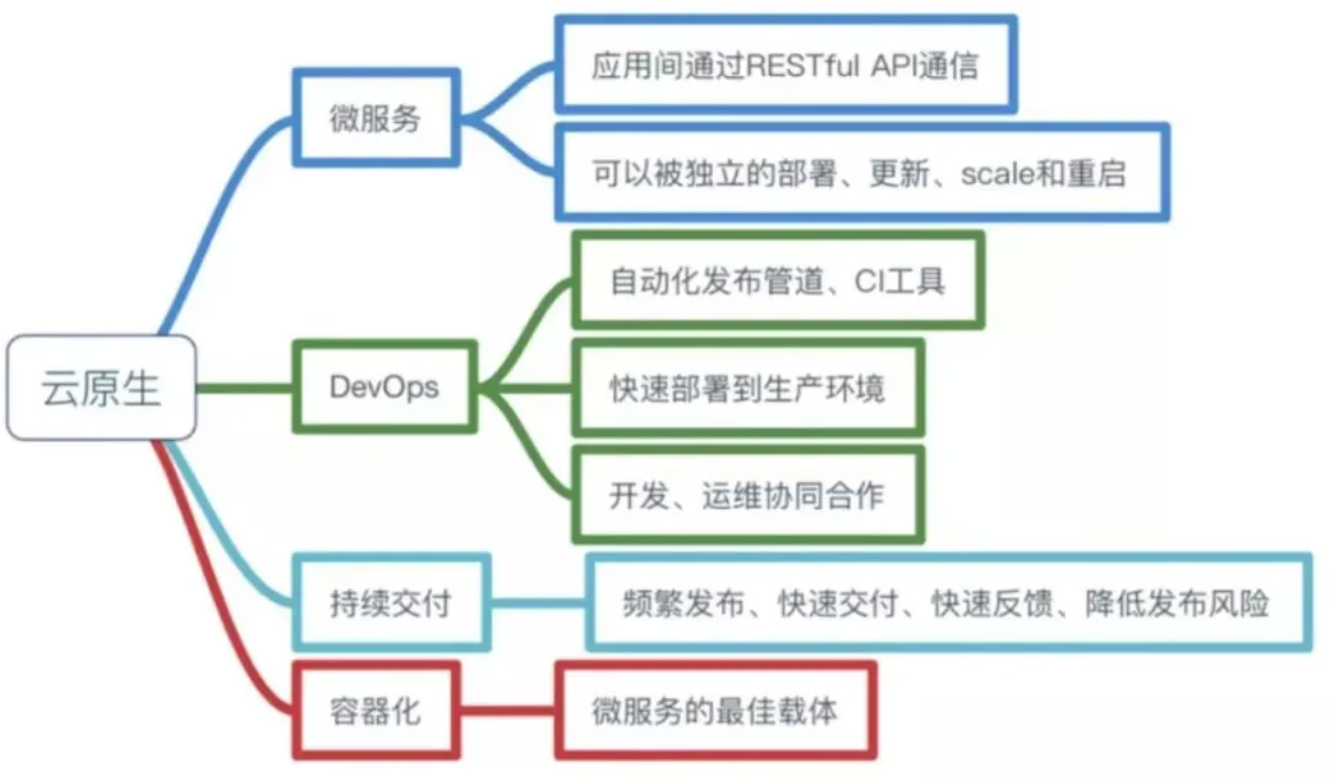 云原生
微服务
应用间通过RESTful API通信
可以被独立的部署、更新、scale和重启
DevOps
自动化发布管道、CI工具
快速部署到生产环境
开发、运维协同合作
持续交付
频繁发布、快速交付、快速反馈、降低发布风险
容器化
微服务的最佳载体